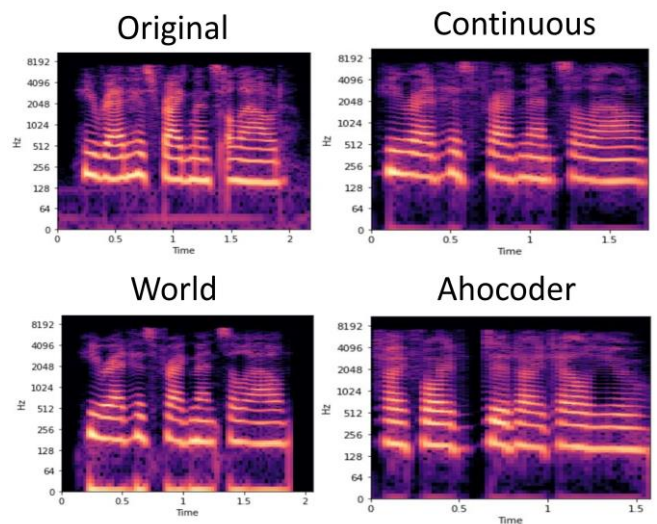 Original
8192
4096
2048
1024
512
256
128
64
0
Hz
0 0.5 1 1.5 2
Time
Continuous
8192
4096
2048
1024
512
256
128
64
0
Hz
0 0.5 1 1.5
Time
World
8192
4096
2048
1024
512
256
128
64
0
Hz
0 0.5 1 1.5 2
Time
Ahocoder
8192
4096
2048
1024
512
256
128
64
0
Hz
0 0.5 1 1.5
Time